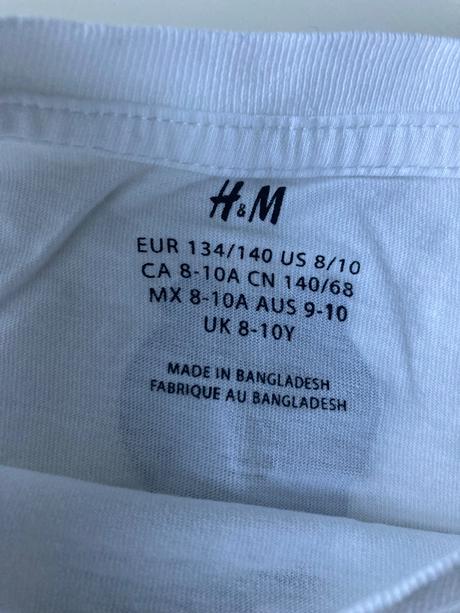 H&M
EUR 134/140 US 8/10
CA 8-10A CN 140/68
MX 8-10A AUS 9-10
UK 8-10Y
MADE IN BANGLADESH
FABRIQUE AU BANGLADESH